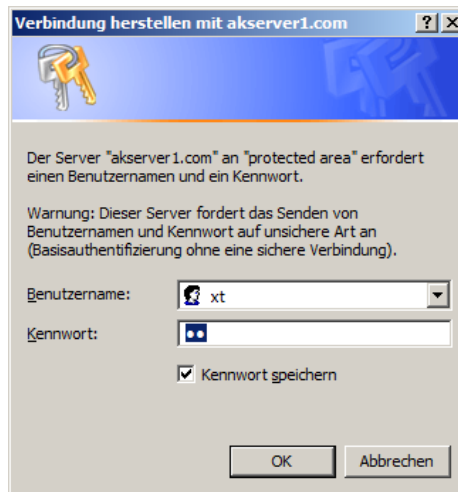 Verbindung herstellen mit akserver1.com
Der Server "akserver1.com" an "protected area" erfordert
einen Benutzernamen und ein Kennwort.
Warnung: Dieser Server fordert das Senden von
Benutzernamen und Kennwort auf unsichere Art an
(Basisauthentifizierung ohne eine sichere Verbindung).
Benutzername: xt
Kennwort: ••
Kennwort speichern
OK Abbrechen